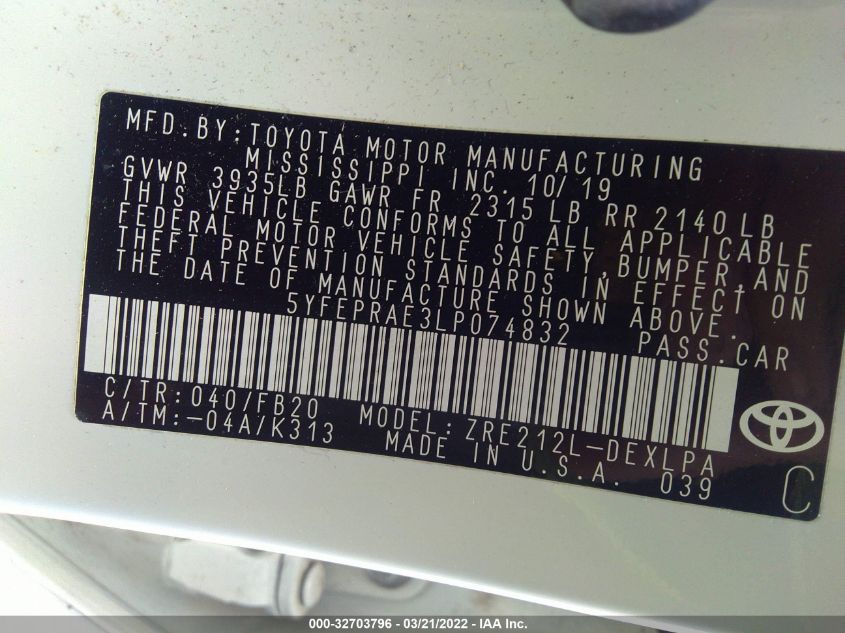 MFD.BY:TOYOTA MOTOR MANUFACTURING
MISSISSIPPI INC. 10/19
GVWR 3935LB GAWR FR 2315 LB RR 2140 LB
THIS VEHICLE CONFORMS TO ALL APPLICABLE
FEDERAL MOTOR VEHICLE SAFETY,BUMPER,AND
THEFT PREVENTION STANDARDS IN EFFECT ON
THE DATE OF MANUFACTURE SHOWN ABOVE.
5YFEPRAE3LP074832 PASS.CAR
C/TR:040/FB20 MODEL:ZRE212L-DEXLPA
A/TM:-04A/K313 MADE IN U.S.A. 039
C
000-32703796 - 03/21/2022 - IAA Inc.